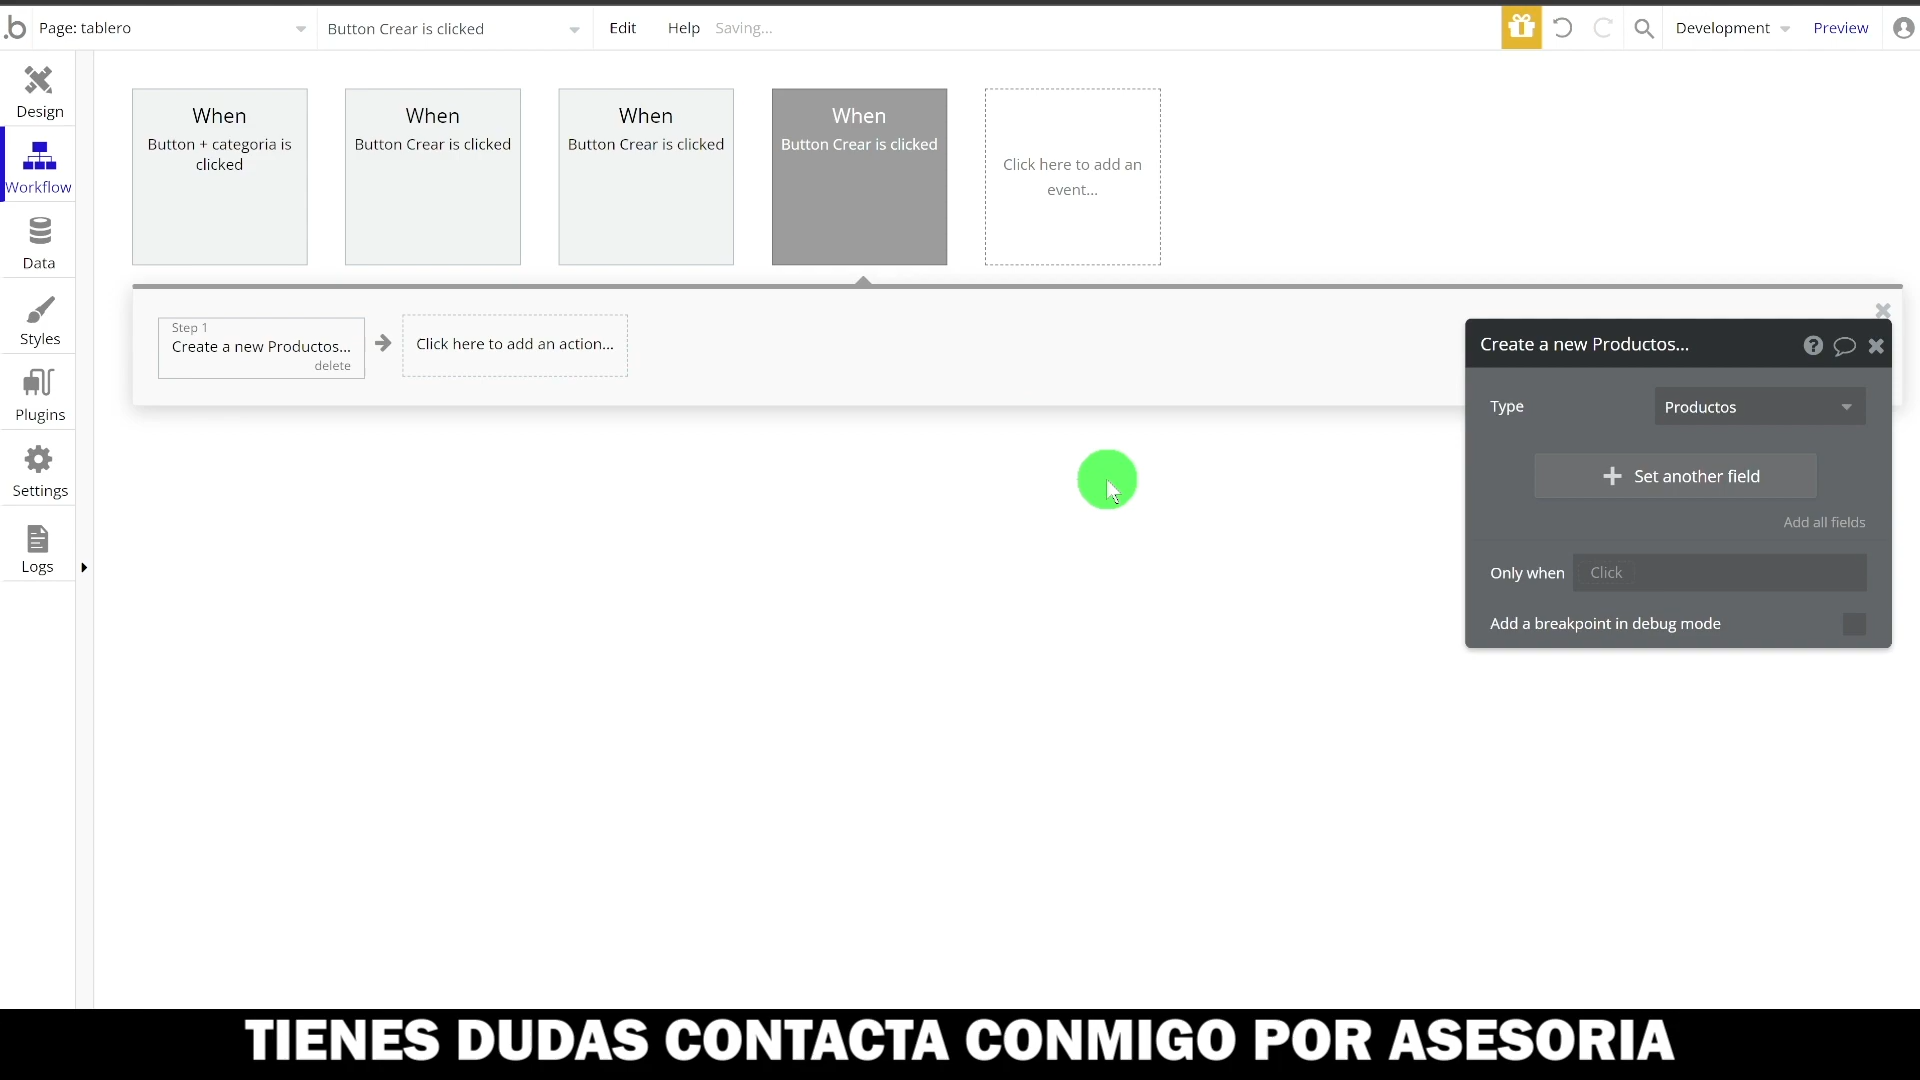 .b Page: tablero Button Crear is clicked Edit Help Saving... Development Preview
Design
Workflow
Data
Styles
Plugins
Settings
Logs
When
Button + categoria is
clicked
When
Button Crear is clicked
When
Button Crear is clicked
When
Button Crear is clicked
Click here to add an
event...
Step 1
Create a new Productos...
delete
Click here to add an action...
Create a new Productos...
Type Productos
Set another field
Add all fields
Only when Click
Add a breakpoint in debug mode
TIENES DUDAS CONTACTA CONMIGO POR ASESORIA